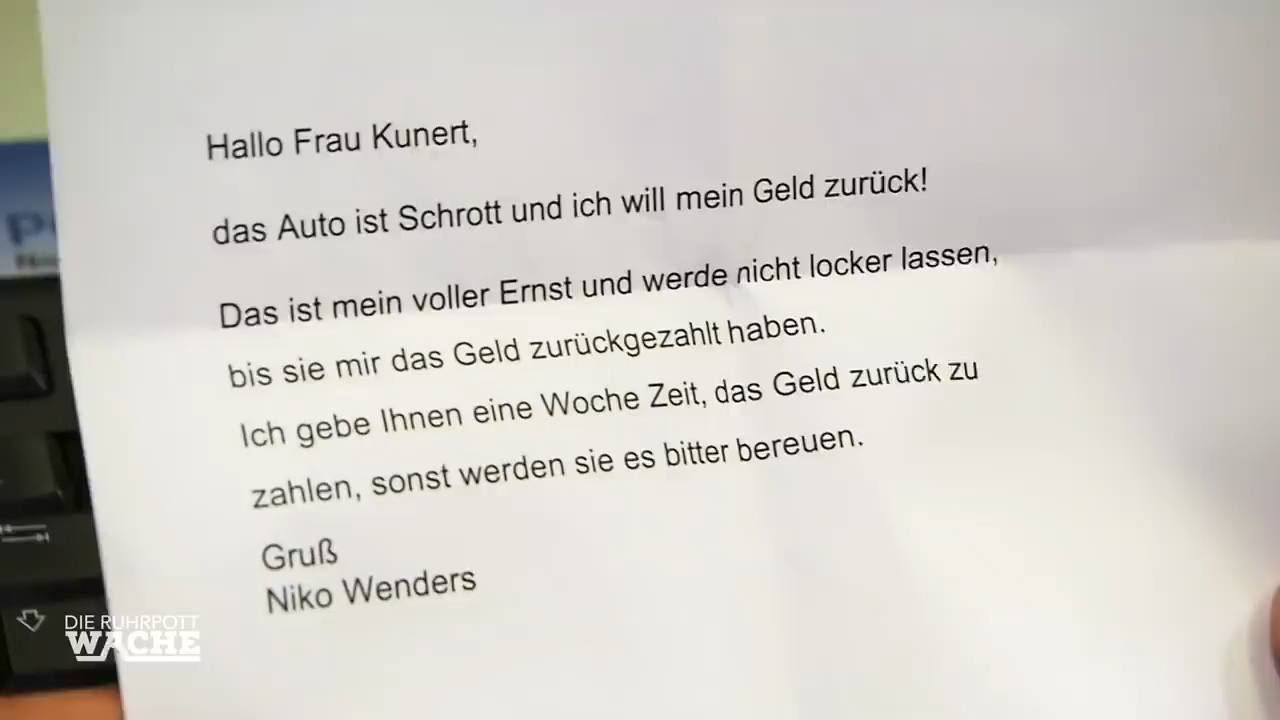 Hallo Frau Kunert,
das Auto ist Schrott und ich will mein Geld zurück!
Das ist mein voller Ernst und werde nicht locker lassen,
bis sie mir das Geld zurückgezahlt haben.
Ich gebe Ihnen eine Woche Zeit, das Geld zurück zu
zahlen, sonst werden sie es bitter bereuen.
Gruß
Niko Wenders
DIE RUHRPOTT
WACHE